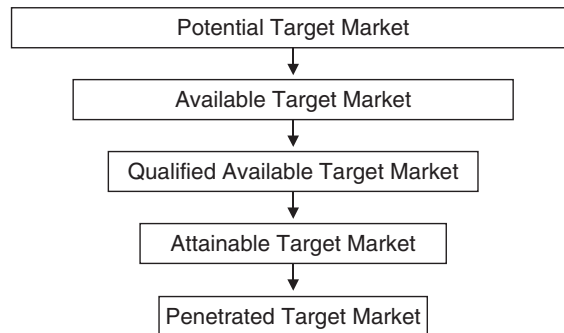 Potential Target Market
Available Target Market
Qualified Available Target Market
Attainable Target Market
Penetrated Target Market